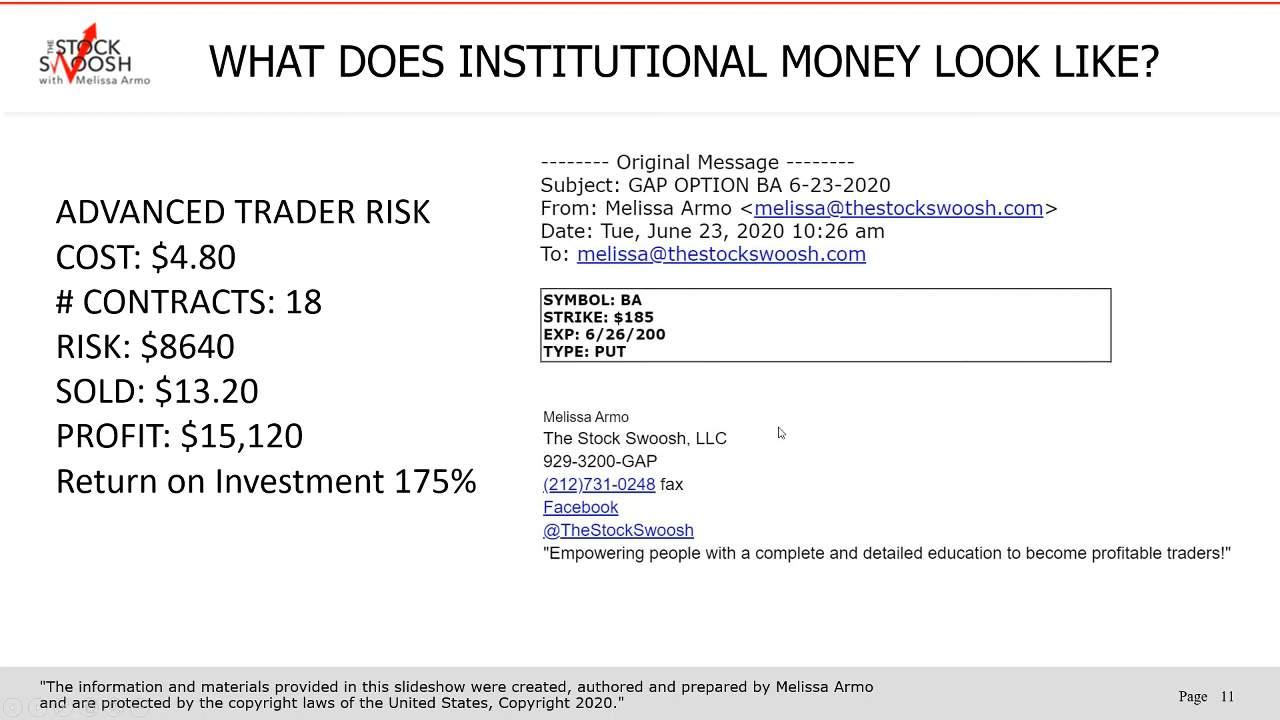 THE
STOCK
SWOOSH
with Melissa Armo
WHAT DOES INSTITUTIONAL MONEY LOOK LIKE?
ADVANCED TRADER RISK
COST: $4.80
# CONTRACTS: 18
RISK: $8640
SOLD: $13.20
PROFIT: $15,120
Return on Investment 175%
-------- Original Message --------
Subject: GAP OPTION BA 6-23-2020
From: Melissa Armo <melissa@thestockswoosh.com>
Date: Tue, June 23, 2020 10:26 am
To: melissa@thestockswoosh.com
SYMBOL: BA
STRIKE: $185
EXP: 6/26/200
TYPE: PUT
Melissa Armo
The Stock Swoosh, LLC
929-3200-GAP
(212)731-0248 fax
Facebook
@TheStockSwoosh
"Empowering people with a complete and detailed education to become profitable traders!"
"The information and materials provided in this slideshow were created, authored and prepared by Melissa Armo
and are protected by the copyright laws of the United States, Copyright 2020."
Page 11